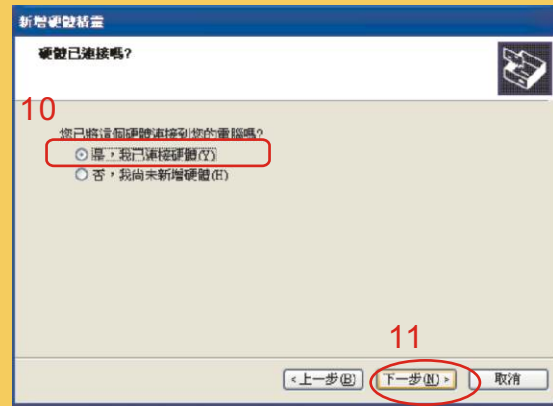 新增硬體精靈
硬體已連接嗎?
10
您已將這個硬體連接到您的電腦嗎?
是，我已連接硬體(Y)
否，我尚未新增硬體(H)
11
<上一步(B)
下一步(N) >
取消